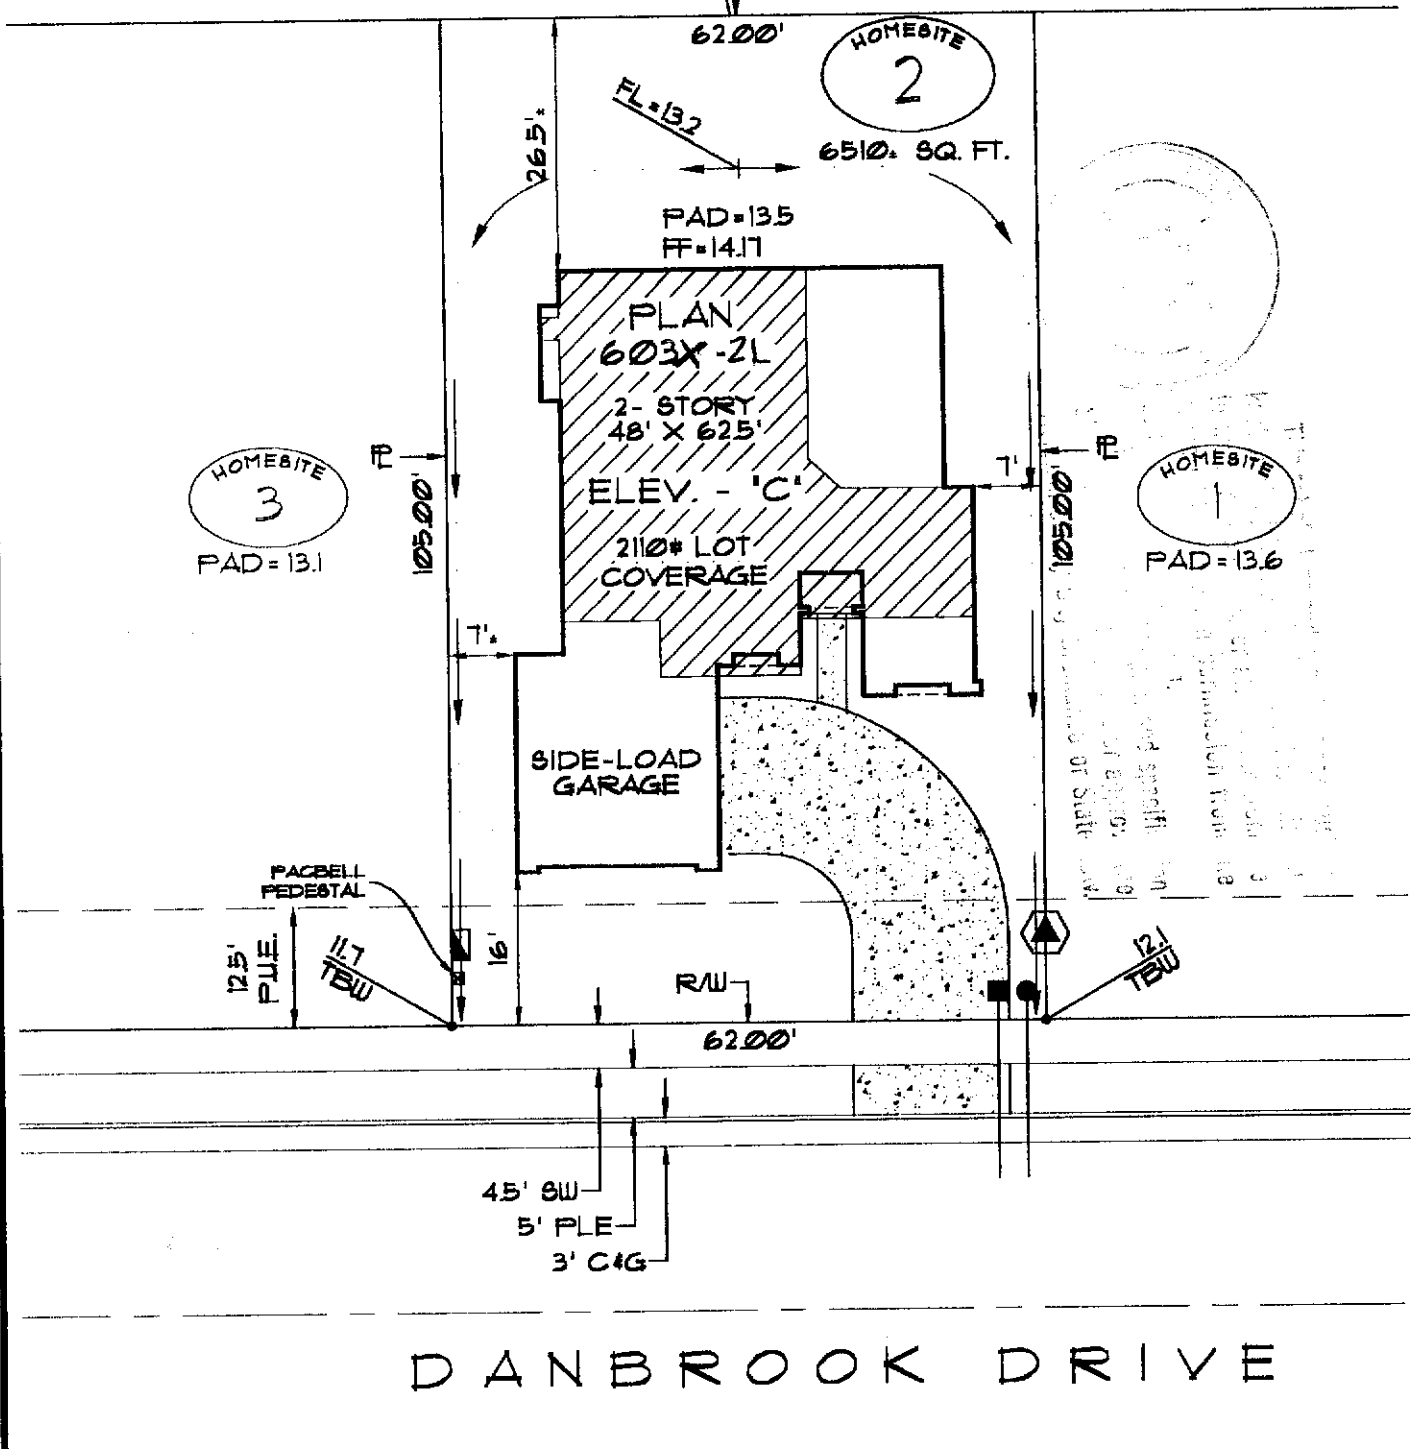 62.00'
HOMESITE
2
6510± SQ. FT.
FL=13.2
26.5'±
PAD=13.5
FF=14.17
PLAN
603X -2L
2- STORY
48' X 62.5'
ELEV. - "C"
2110# LOT
COVERAGE
HOMESITE
3
PAD = 13.1
PL
105.00'
7'
PL
105.00'
HOMESITE
1
PAD = 13.6
7'±
SIDE-LOAD
GARAGE
PACBELL
PEDESTAL
12.5'
P.U.E.
11.7
TBW
16'
R/W
12.1
TBW
62.00'
4.5' SW
5' PLE
3' C&G
DANBROOK DRIVE